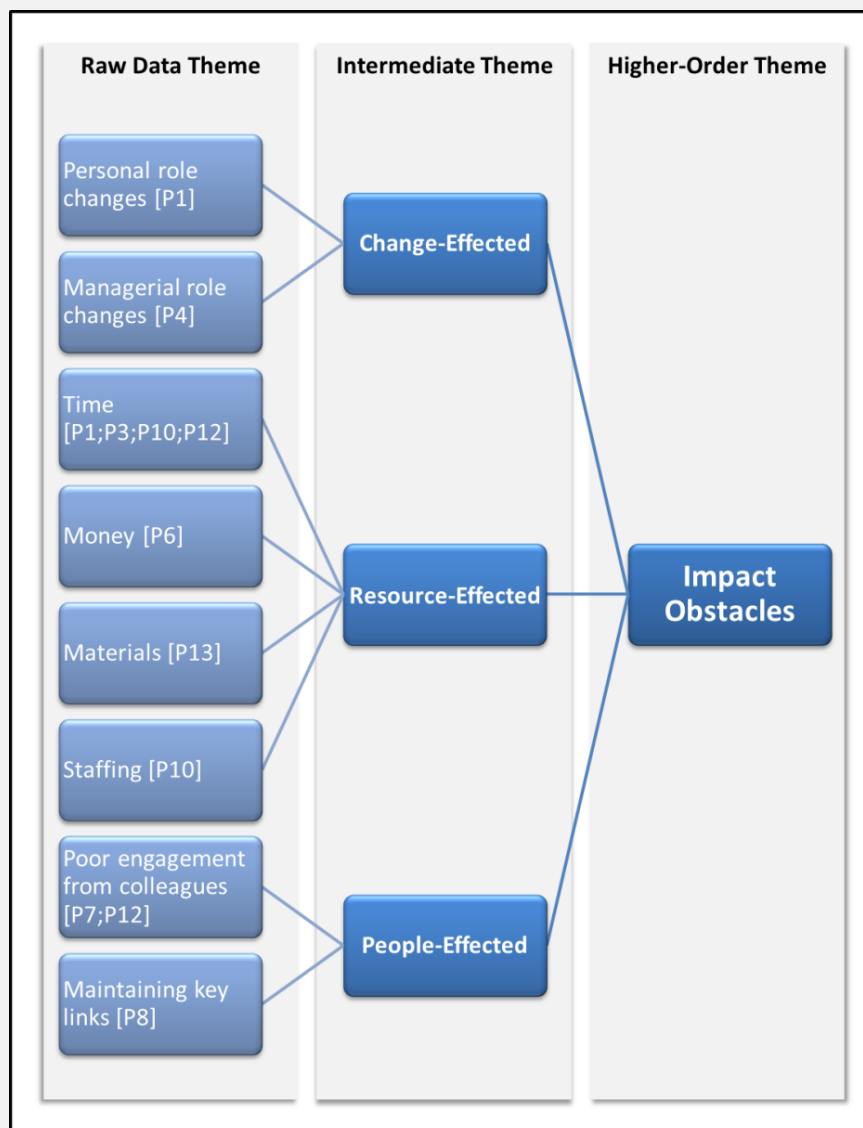 Raw Data Theme
Intermediate Theme
Higher-Order Theme
Personal role
changes [P1]
Managerial role
changes [P4]
Time
[P1;P3;P10;P12]
Money [P6]
Materials [P13]
Staffing [P10]
Poor engagement
from colleagues
[P7;P12]
Maintaining key
links [P8]
Change-Effected
Resource-Effected
People-Effected
Impact
Obstacles